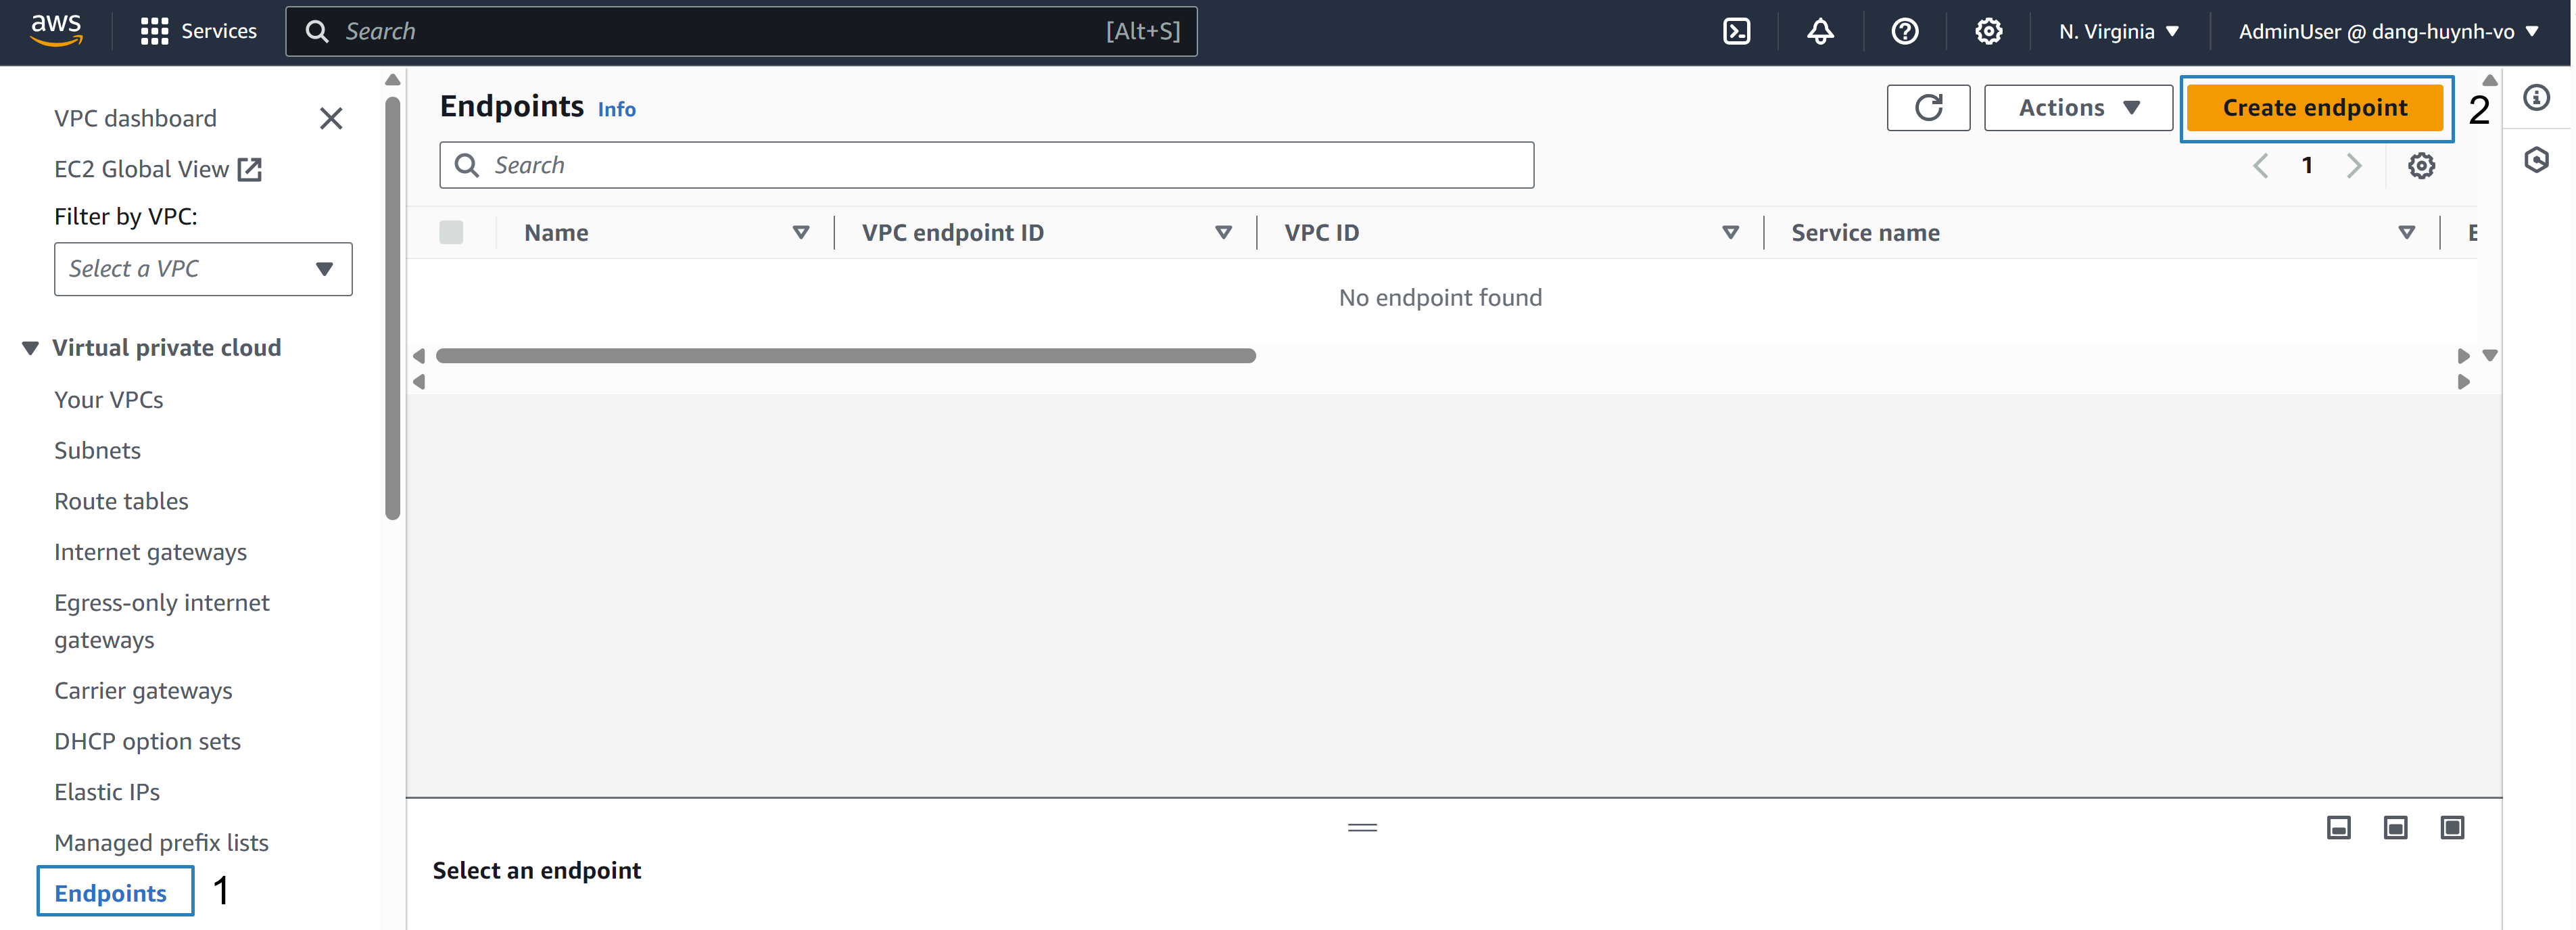 aws
Services
Search [Alt+S]
N. Virginia
AdminUser @ dang-huynh-vo
VPC dashboard
EC2 Global View
Filter by VPC:
Select a VPC
Virtual private cloud
Your VPCs
Subnets
Route tables
Internet gateways
Egress-only internet
gateways
Carrier gateways
DHCP option sets
Elastic IPs
Managed prefix lists
Endpoints 1
Endpoints Info
Actions
Create endpoint 2
Search
1
Name VPC endpoint ID VPC ID Service name
No endpoint found
Select an endpoint